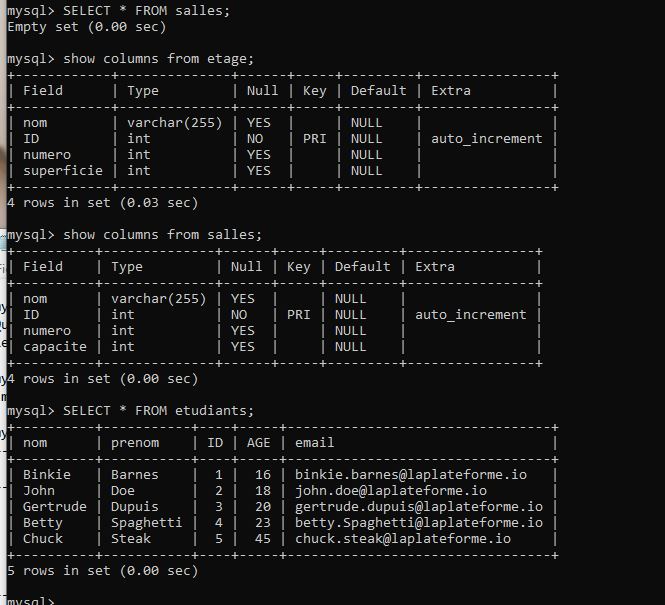 mysql> SELECT * FROM salles;
Empty set (0.00 sec)
mysql> show columns from etage;
+------------+--------------+------+-----+---------+----------------+
| Field      | Type         | Null | Key | Default | Extra          |
+------------+--------------+------+-----+---------+----------------+
| nom        | varchar(255) | YES  |     | NULL    |                |
| ID         | int          | NO   | PRI | NULL    | auto_increment |
| numero     | int          | YES  |     | NULL    |                |
| superficie | int          | YES  |     | NULL    |                |
+------------+--------------+------+-----+---------+----------------+
4 rows in set (0.03 sec)
mysql> show columns from salles;
+----------+--------------+------+-----+---------+----------------+
| Field    | Type         | Null | Key | Default | Extra          |
+----------+--------------+------+-----+---------+----------------+
| nom      | varchar(255) | YES  |     | NULL    |                |
| ID       | int          | NO   | PRI | NULL    | auto_increment |
| numero   | int          | YES  |     | NULL    |                |
| capacite | int          | YES  |     | NULL    |                |
+----------+--------------+------+-----+---------+----------------+
4 rows in set (0.00 sec)
mysql> SELECT * FROM etudiants;
+----------+-----------+----+------+--------------------------------+
| nom      | prenom    | ID | AGE  | email                          |
+----------+-----------+----+------+--------------------------------+
| Binkie   | Barnes    |  1 |   16 | binkie.barnes@laplateforme.io  |
| John     | Doe       |  2 |   18 | john.doe@laplateforme.io       |
| Gertrude | Dupuis    |  3 |   20 | gertrude.dupuis@laplateforme.io |
| Betty    | Spaghetti |  4 |   23 | betty.Spaghetti@laplateforme.io |
| Chuck    | Steak     |  5 |   45 | chuck.steak@laplateforme.io    |
+----------+-----------+----+------+--------------------------------+
5 rows in set (0.00 sec)
mysql>